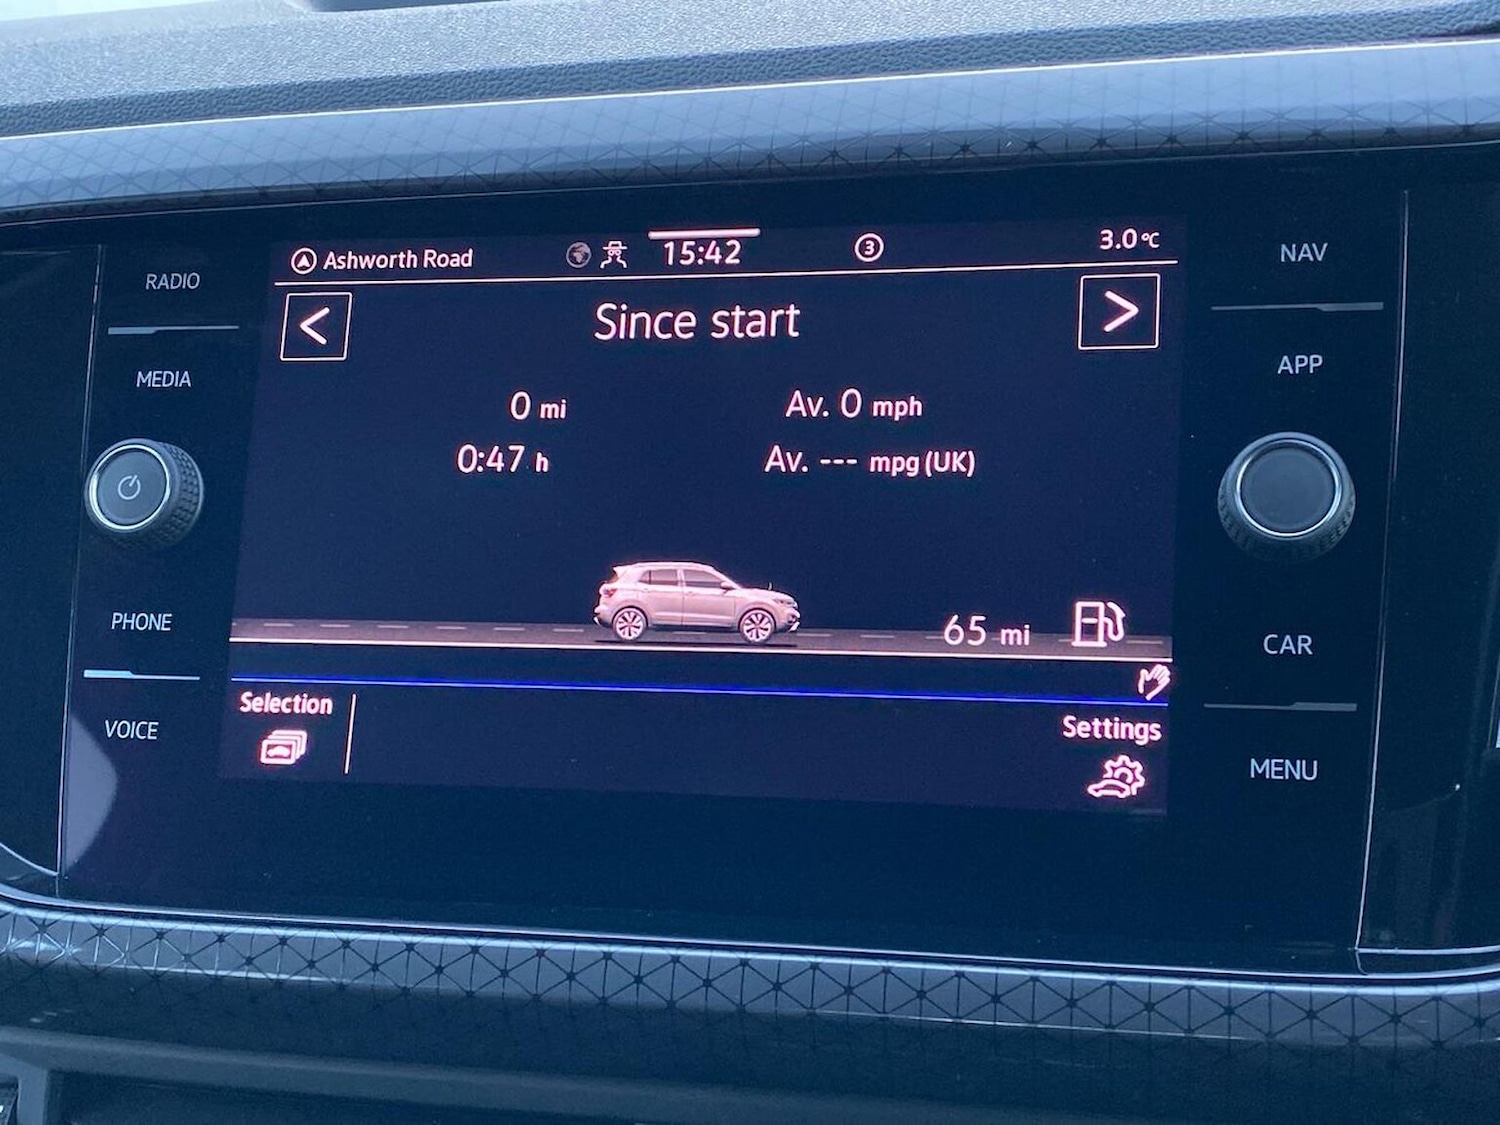 RADIO
MEDIA
PHONE
VOICE
Ashworth Road
15:42
3
3.0°C
<
Since start
>
0 mi
Av. 0 mph
0:47 h
Av. --- mpg (UK)
65 mi
Selection
Settings
NAV
APP
CAR
MENU